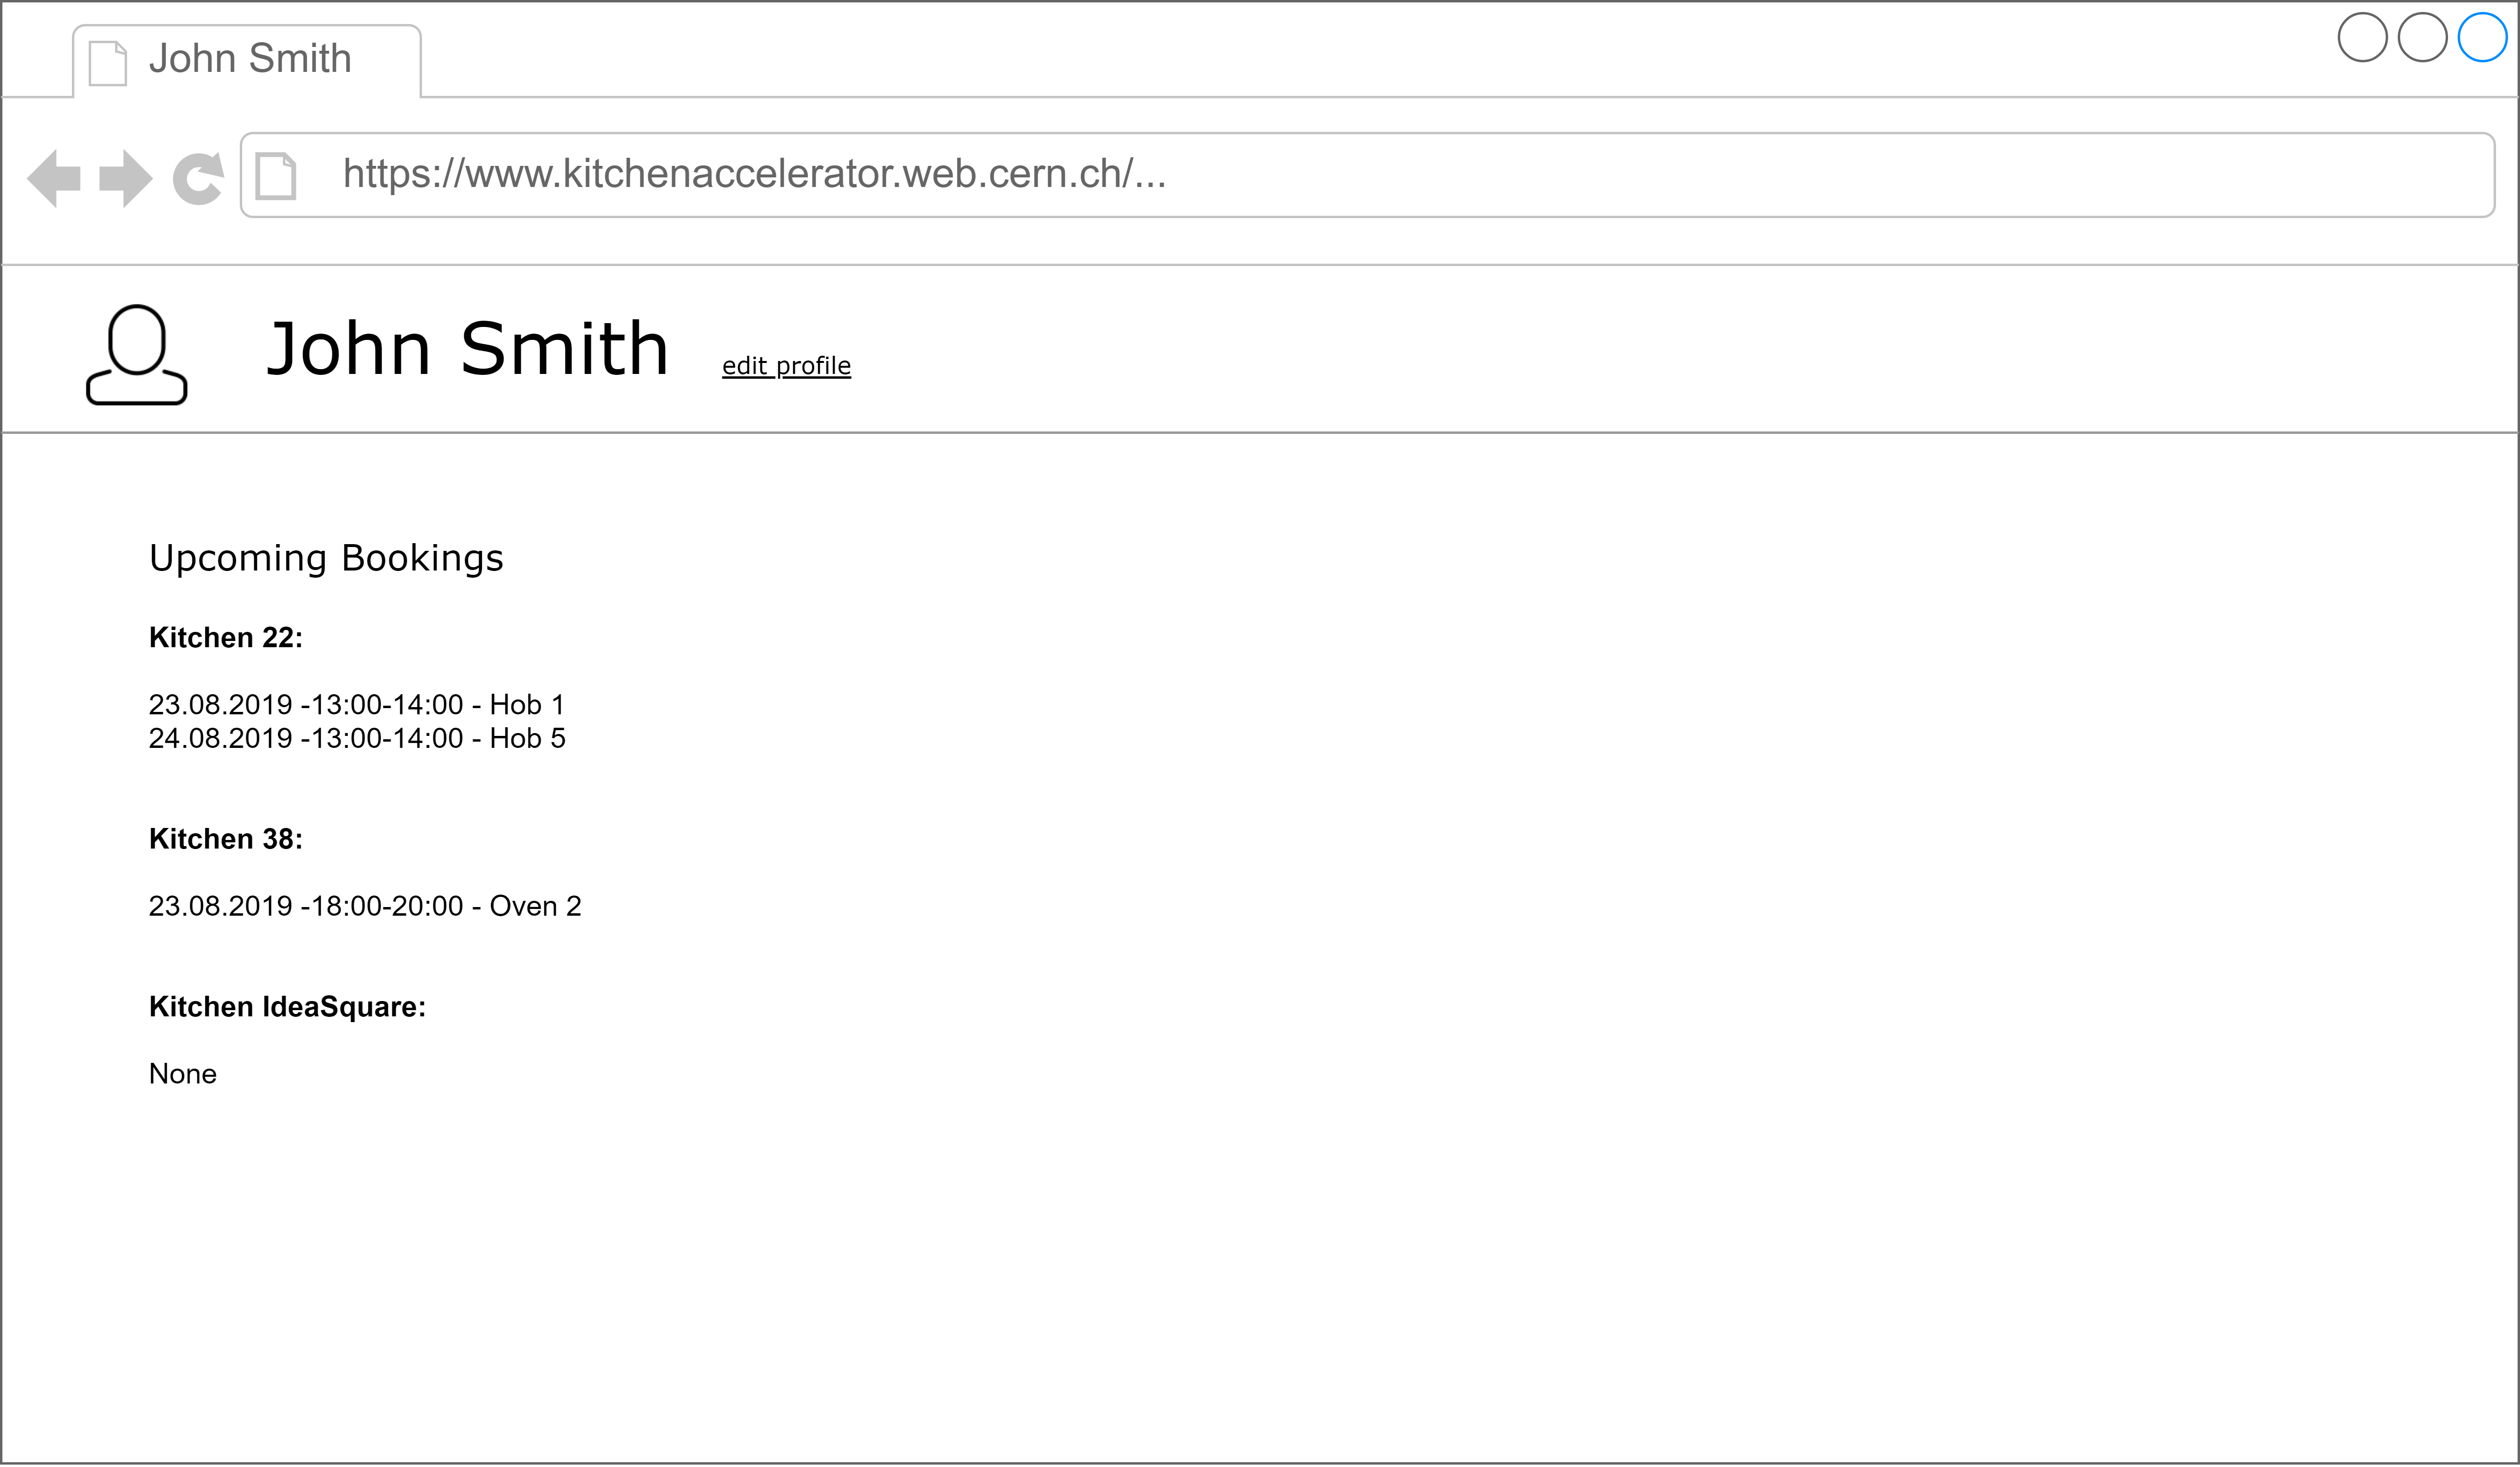 John Smith
https://www.kitchenaccelerator.web.cern.ch/...
John Smith edit profile
Upcoming Bookings
Kitchen 22:
23.08.2019 -13:00-14:00 - Hob 1
24.08.2019 -13:00-14:00 - Hob 5
Kitchen 38:
23.08.2019 -18:00-20:00 - Oven 2
Kitchen IdeaSquare:
None